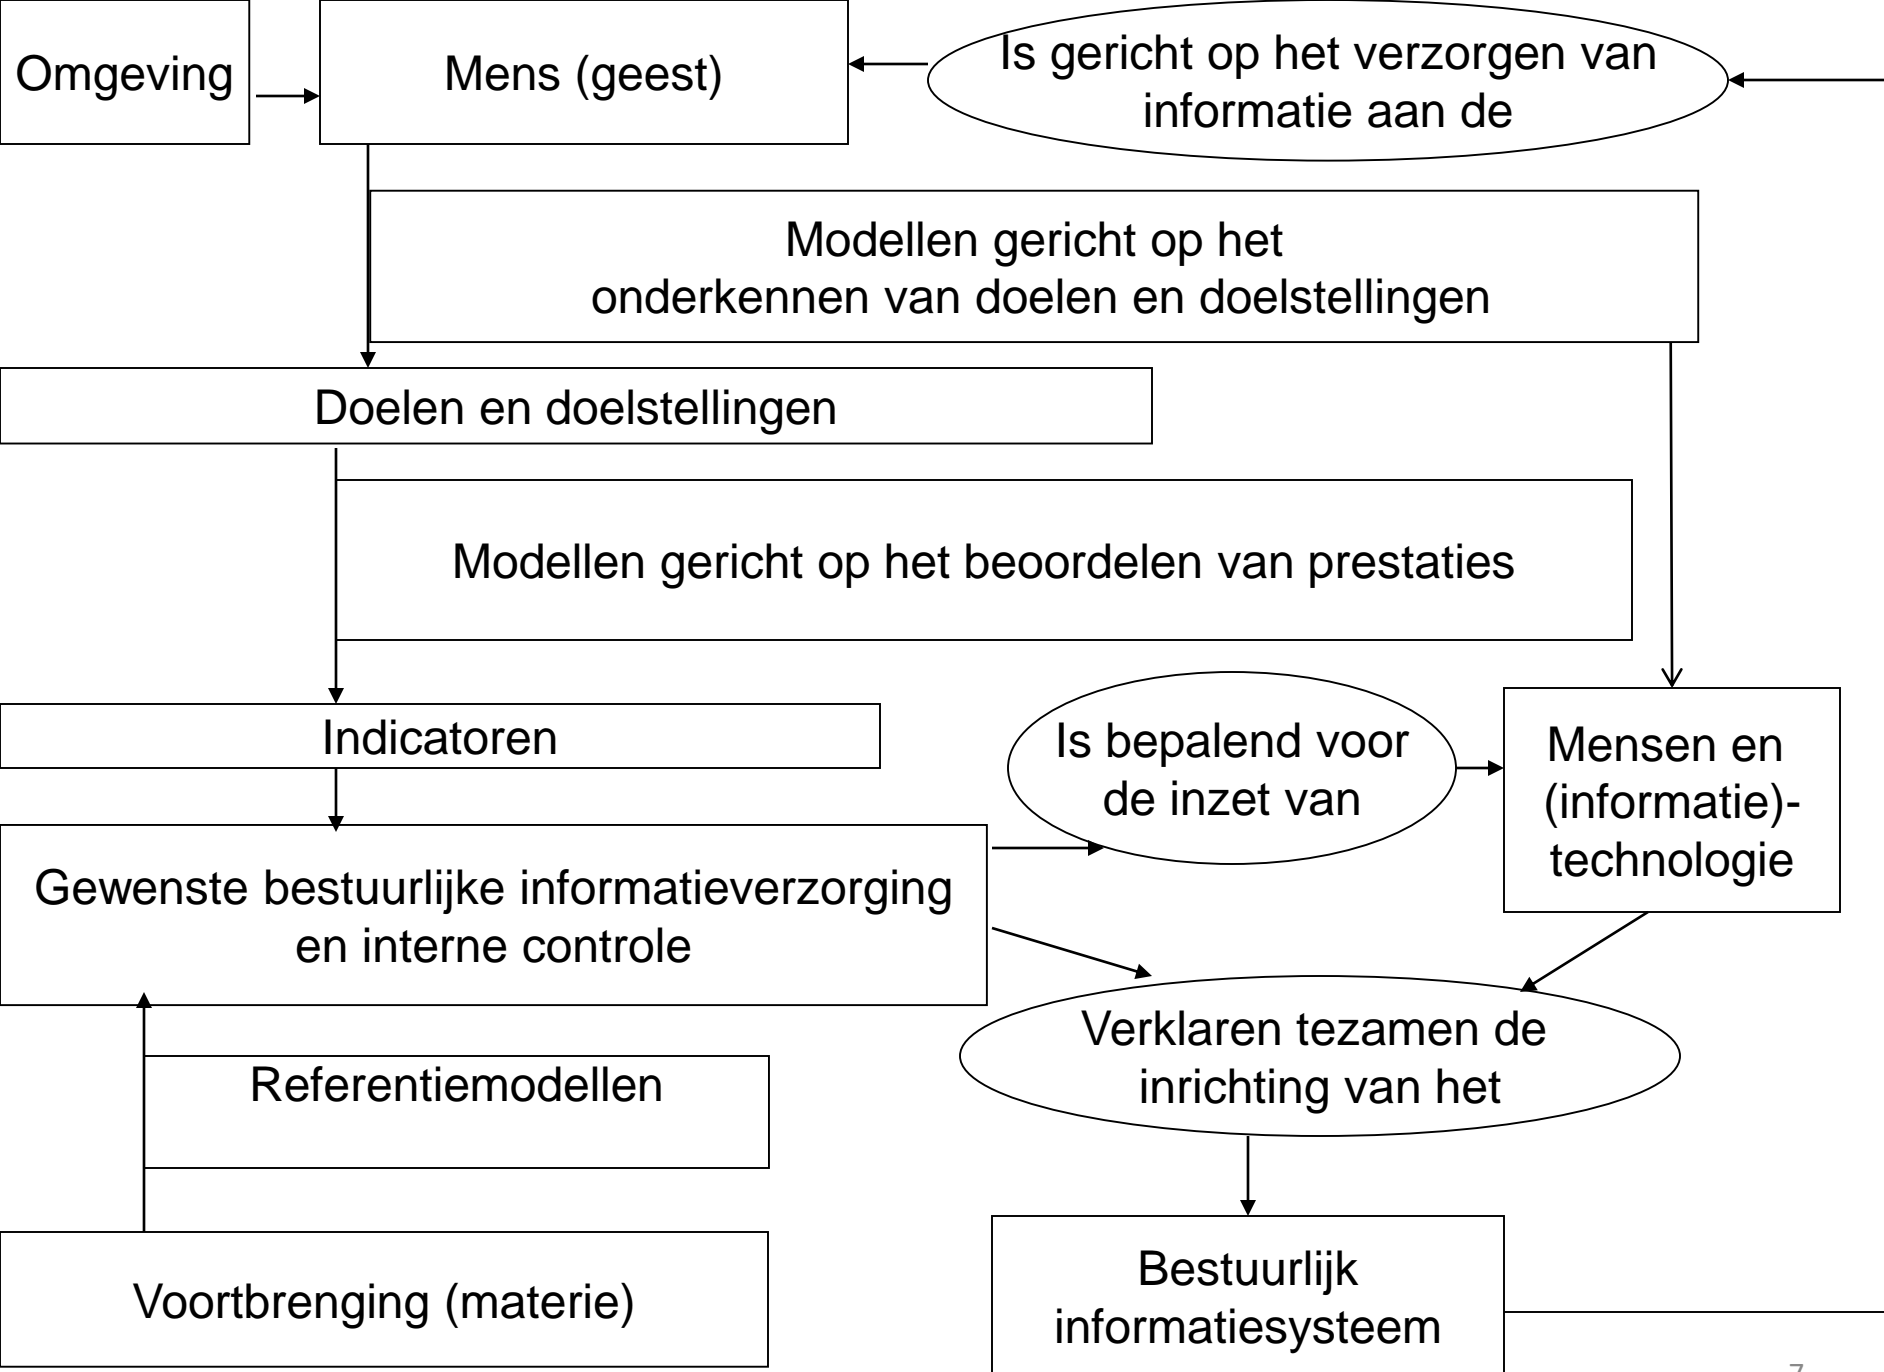 Omgeving
Mens (geest)
Is gericht op het verzorgen van
informatie aan de
Modellen gericht op het
onderkennen van doelen en doelstellingen
Doelen en doelstellingen
Modellen gericht op het beoordelen van prestaties
Indicatoren
Is bepalend voor
de inzet van
Mensen en
(informatie)-
technologie
Gewenste bestuurlijke informatieverzorging
en interne controle
Verklaren tezamen de
inrichting van het
Referentiemodellen
Voortbrenging (materie)
Bestuurlijk
informatiesysteem
7